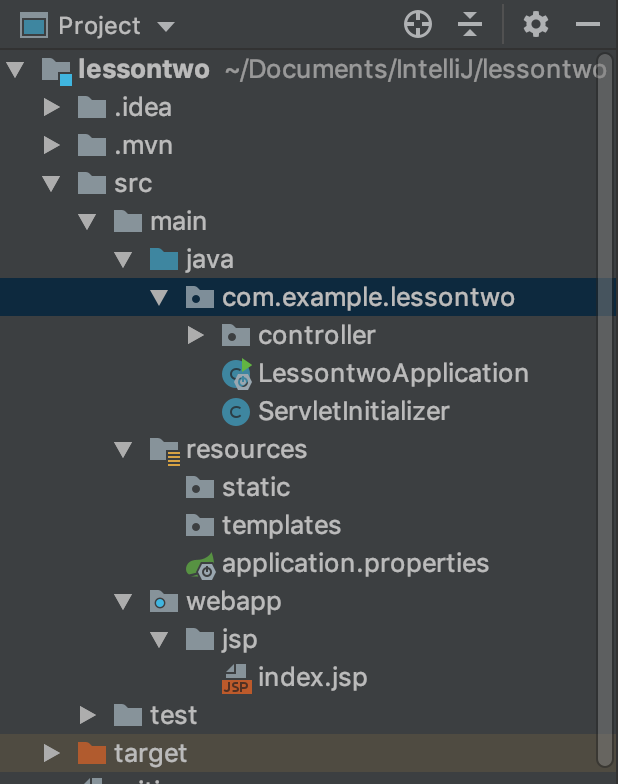 Project
lessontwo ~/Documents/IntelliJ/lessontwo
.idea
.mvn
src
main
java
com.example.lessontwo
controller
LessontwoApplication
C ServletInitializer
resources
static
templates
application.properties
webapp
jsp
JSP index.jsp
test
target